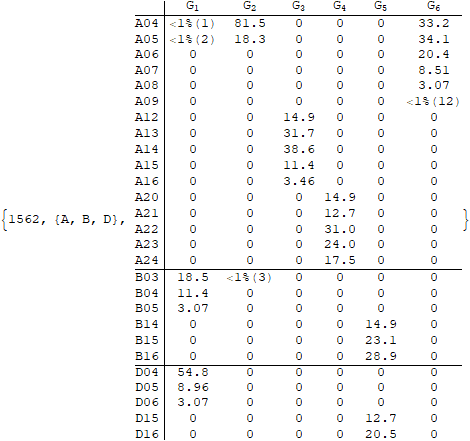 G₁ G₂ G₃ G₄ G₅ G₆
A04 <1%(1) 81.5 0 0 0 33.2
A05 <1%(2) 18.3 0 0 0 34.1
A06 0 0 0 0 0 20.4
A07 0 0 0 0 0 8.51
A08 0 0 0 0 0 3.07
A09 0 0 0 0 0 <1%(12)
A12 0 0 14.9 0 0 0
A13 0 0 31.7 0 0 0
A14 0 0 38.6 0 0 0
A15 0 0 11.4 0 0 0
A16 0 0 3.46 0 0 0
A20 0 0 0 14.9 0 0
A21 0 0 0 12.7 0 0
{1562, {A, B, D}, A22 0 0 0 31.0 0 0 }
A23 0 0 0 24.0 0 0
A24 0 0 0 17.5 0 0
B03 18.5 <1%(3) 0 0 0 0
B04 11.4 0 0 0 0 0
B05 3.07 0 0 0 0 0
B14 0 0 0 0 14.9 0
B15 0 0 0 0 23.1 0
B16 0 0 0 0 28.9 0
D04 54.8 0 0 0 0 0
D05 8.96 0 0 0 0 0
D06 3.07 0 0 0 0 0
D15 0 0 0 0 12.7 0
D16 0 0 0 0 20.5 0